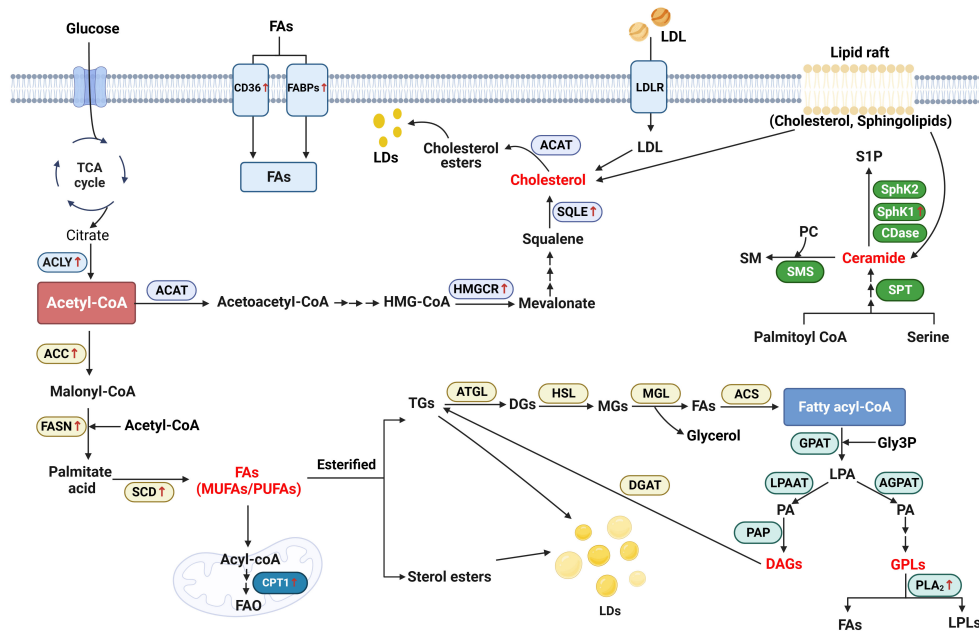 Glucose
FAs
LDL
Lipid raft
CD36↑
FABPs↑
LDLR
(Cholesterol, Sphingolipids)
TCA
cycle
FAs
LDs
Cholesterol
esters
ACAT
LDL
Cholesterol
S1P
SphK2
SphK1↑
CDase
Citrate
ACLY↑
SQLE↑
Squalene
PC
SM
SMS
Ceramide
SPT
Acetyl-CoA
ACAT
Acetoacetyl-CoA
HMG-CoA
HMGCR↑
Mevalonate
Palmitoyl CoA
Serine
ACC↑
Malonyl-CoA
FASN↑
Acetyl-CoA
Palmitate
acid
SCD↑
FAs
(MUFAs/PUFAs)
Esterified
TGs
ATGL
DGs
HSL
MGs
MGL
FAs
ACS
Fatty acyl-CoA
Glycerol
GPAT
Gly3P
LPA
LPAAT
AGPAT
PA
PA
PAP
DGAT
DAGs
GPLs
PLA₂↑
FAs
LPLs
Acyl-coA
CPT1↑
FAO
Sterol esters
LDs